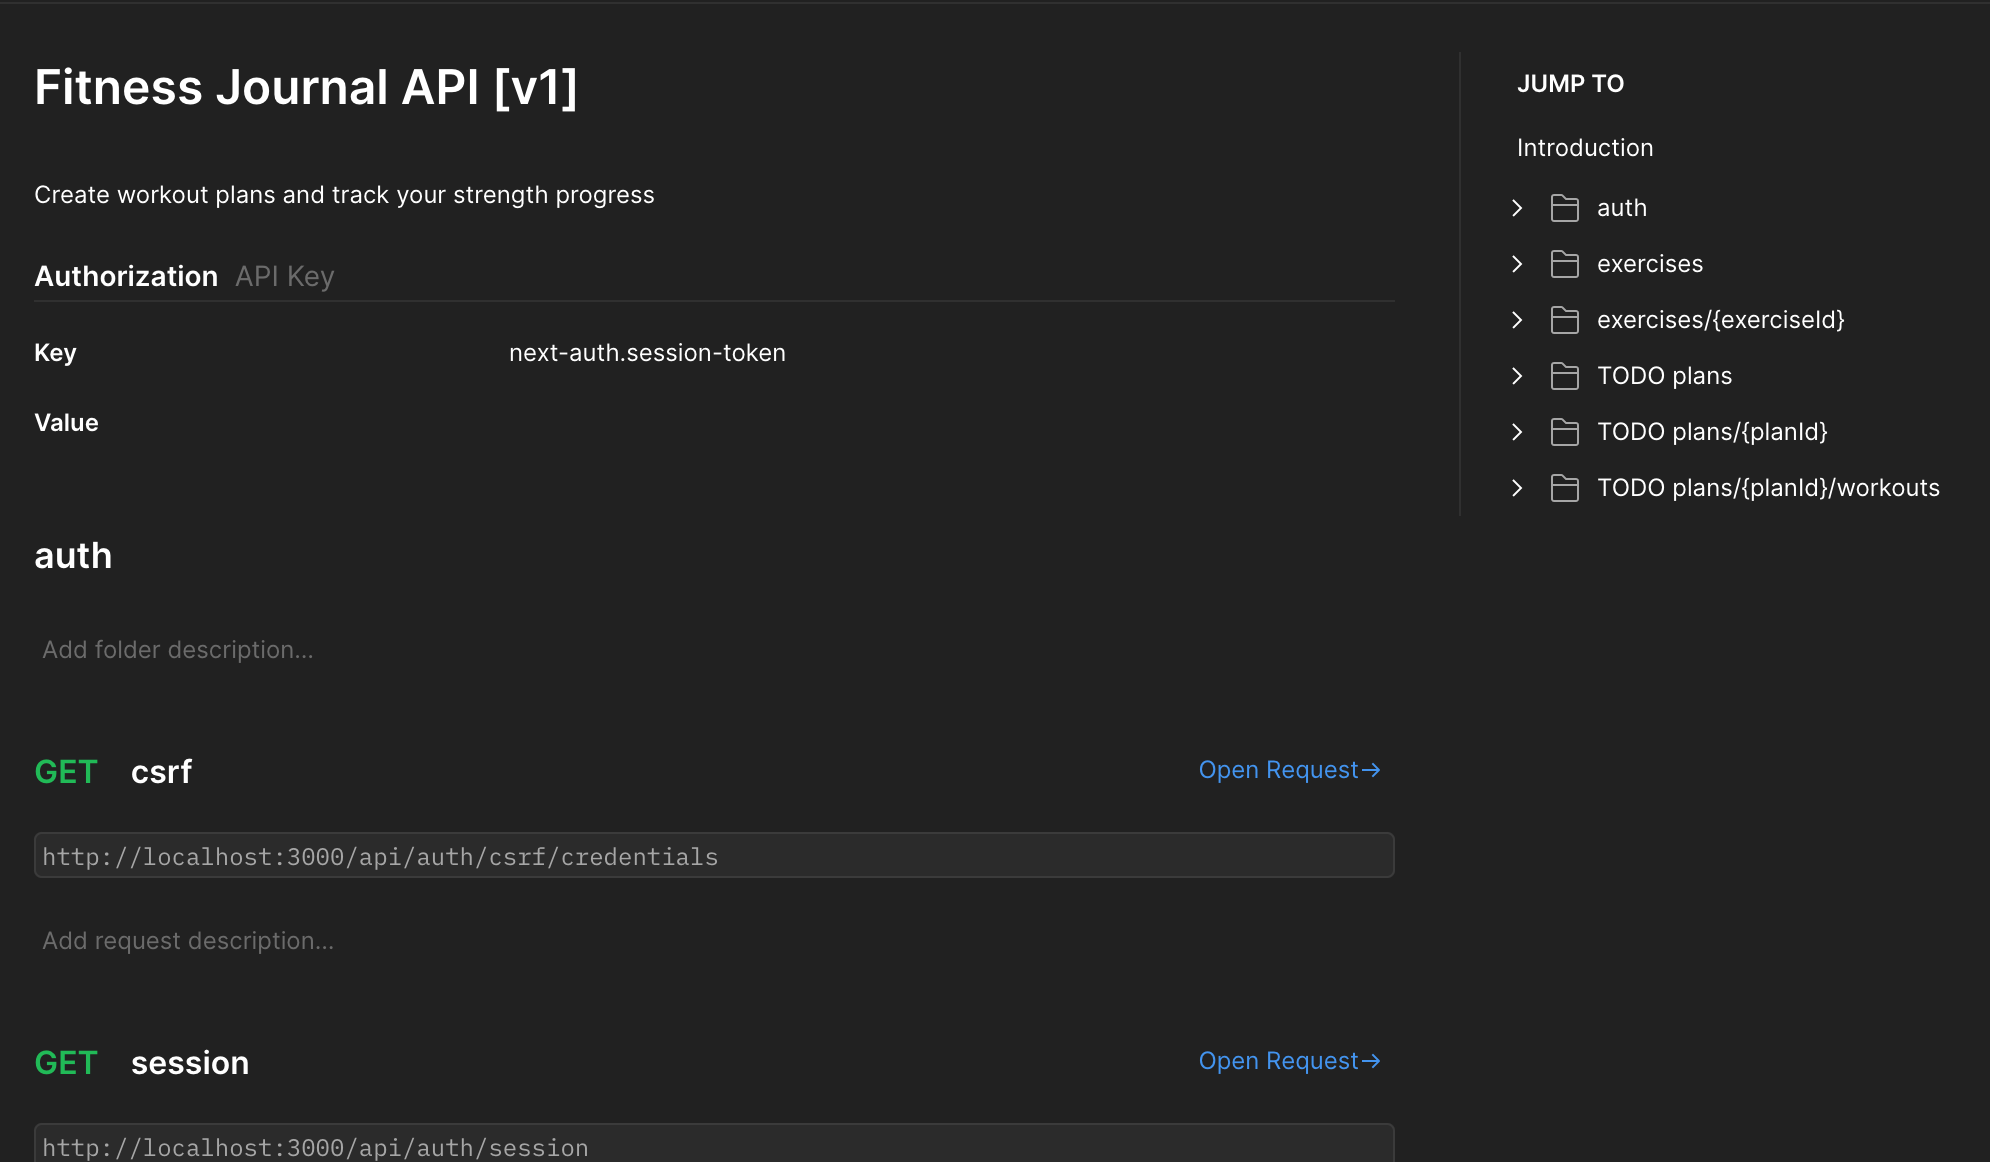 Fitness Journal API [v1]
Create workout plans and track your strength progress
Authorization API Key
Key next-auth.session-token
Value
auth
Add folder description...
GET csrf Open Request→
http://localhost:3000/api/auth/csrf/credentials
Add request description...
GET session Open Request→
http://localhost:3000/api/auth/session
JUMP TO
Introduction
auth
exercises
exercises/{exerciseId}
TODO plans
TODO plans/{planId}
TODO plans/{planId}/workouts